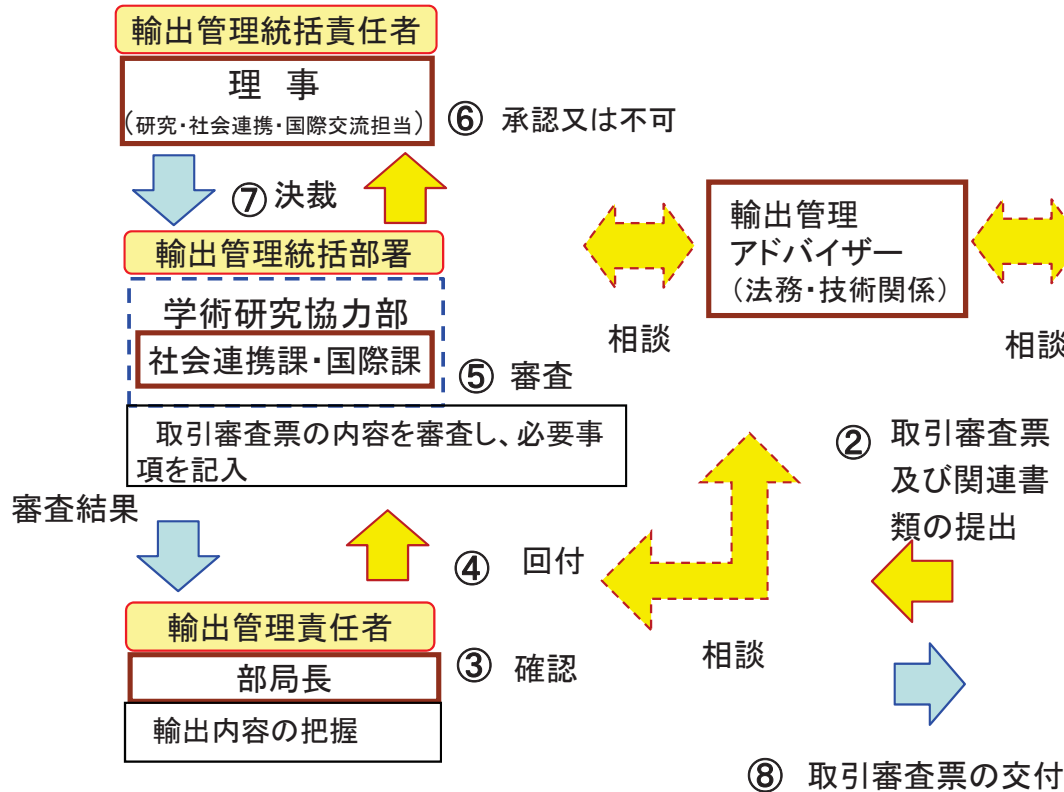 輸出管理統括責任者
理 事
（研究・社会連携・国際交流担当）
⑥ 承認又は不可
⑦ 決裁
輸出管理統括部署
学術研究協力部
社会連携課・国際課
⑤ 審査
取引審査票の内容を審査し、必要事
項を記入
輸出管理
アドバイザー
（法務・技術関係）
相談
相談
② 取引審査票
及び関連書
類の提出
審査結果
④ 回付
相談
輸出管理責任者
部局長
③ 確認
輸出内容の把握
⑧ 取引審査票の交付